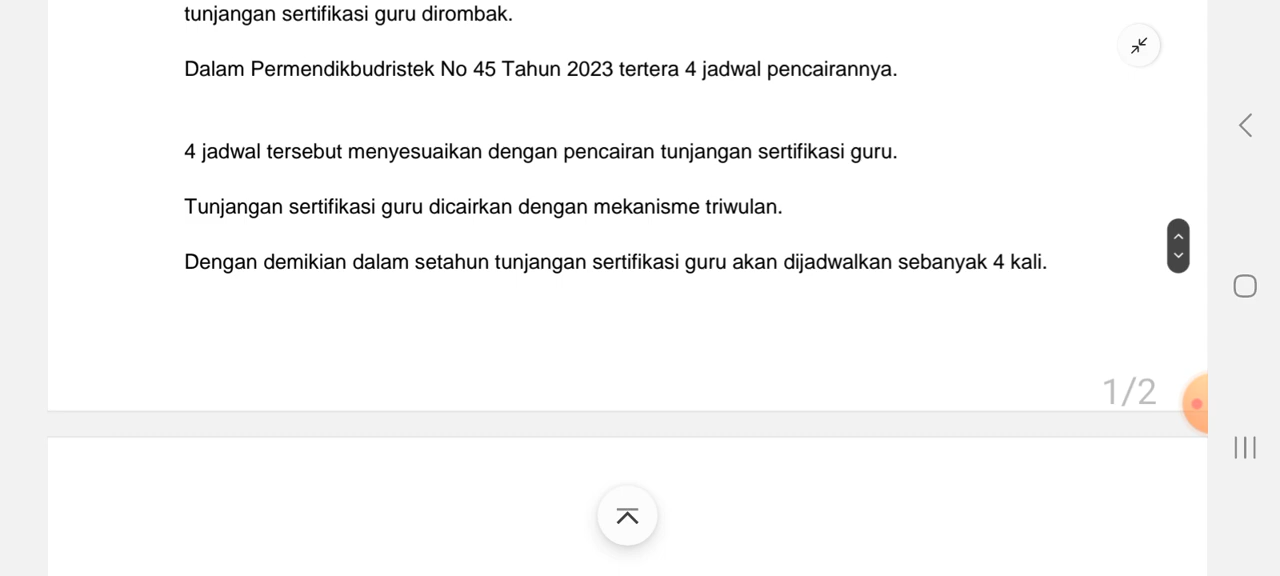 tunjangan sertifikasi guru dirombak.
Dalam Permendikbudristek No 45 Tahun 2023 tertera 4 jadwal pencairannya.
4 jadwal tersebut menyesuaikan dengan pencairan tunjangan sertifikasi guru.
Tunjangan sertifikasi guru dicairkan dengan mekanisme triwulan.
Dengan demikian dalam setahun tunjangan sertifikasi guru akan dijadwalkan sebanyak 4 kali.
1/2